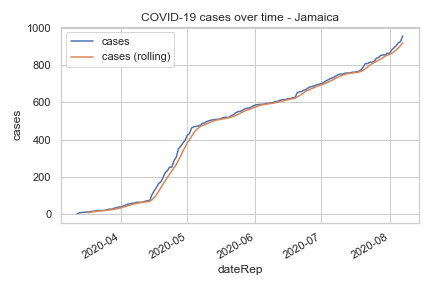 COVID-19 cases over time - Jamaica
cases
cases (rolling)
1000
800
600
400
200
0
cases
2020-04
2020-05
2020-06
2020-07
2020-08
dateRep